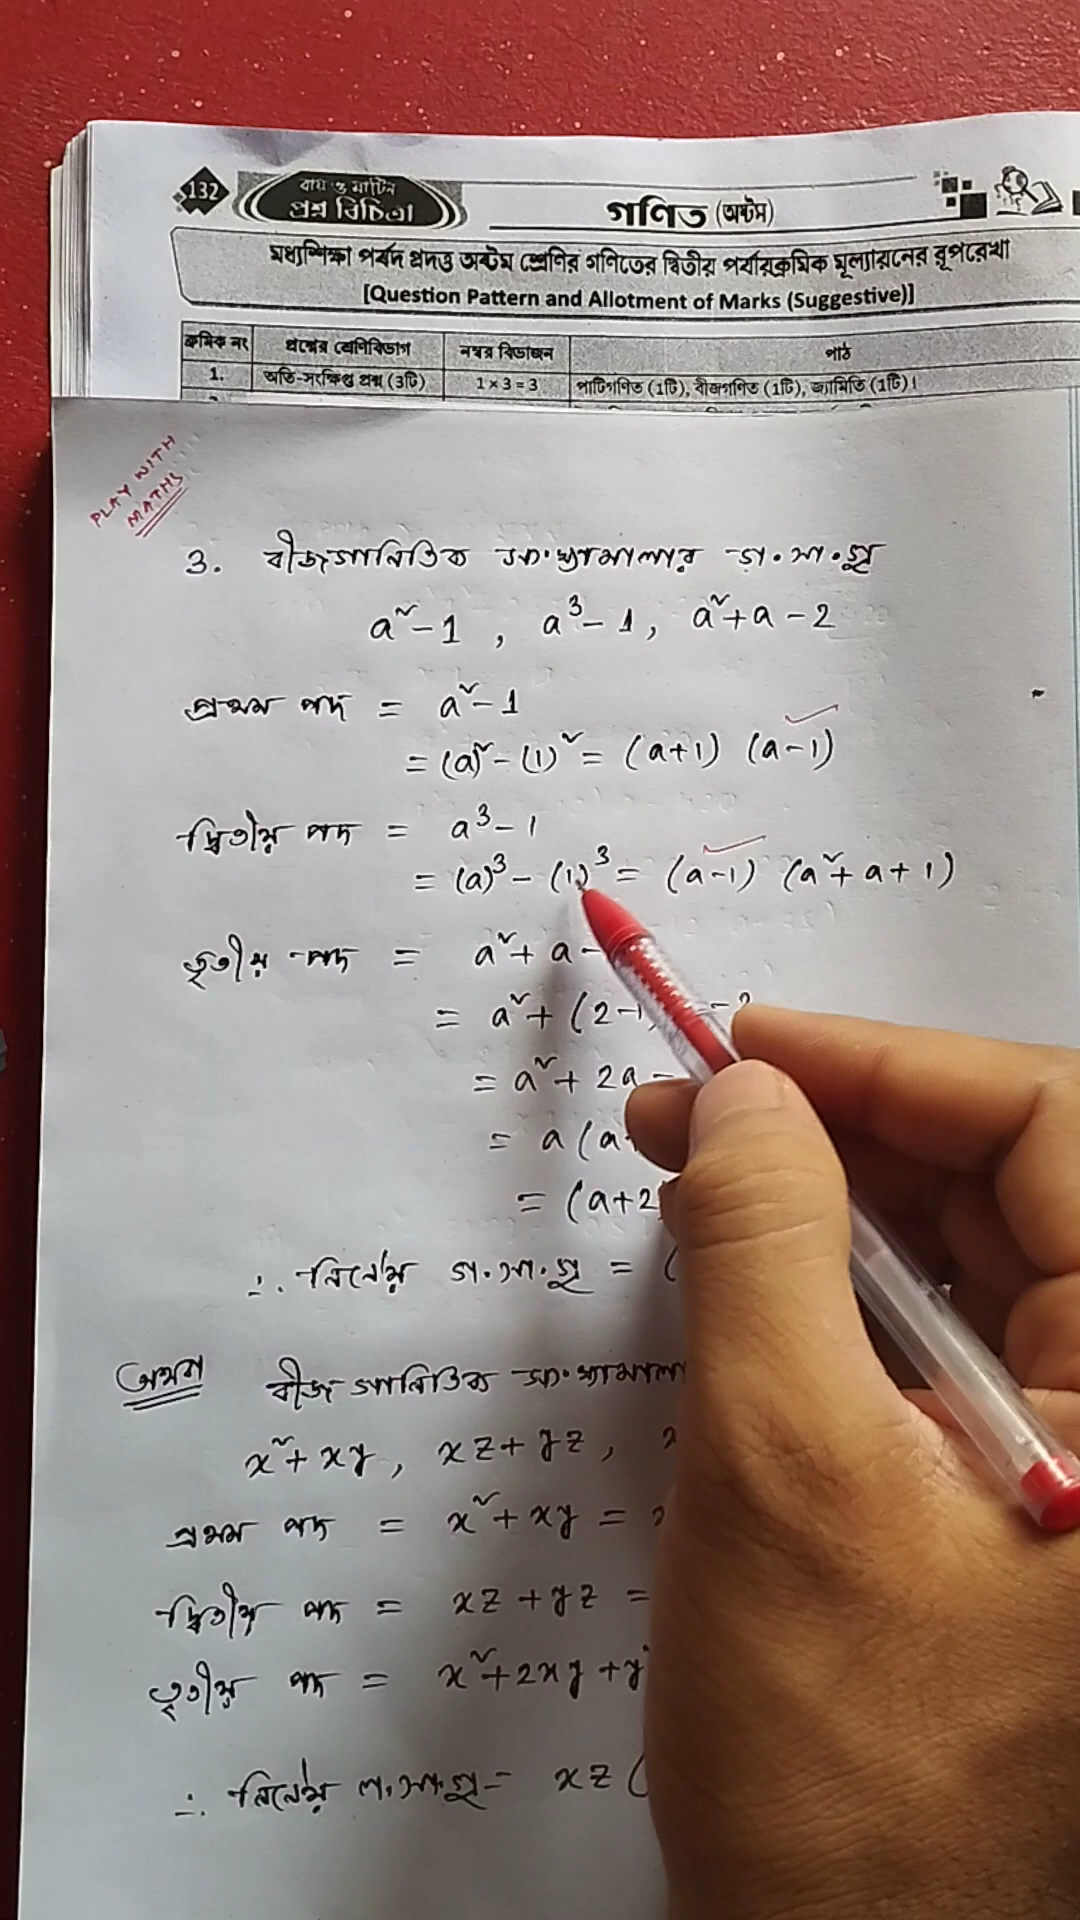 132
রায় ও মার্টিন
প্রশ্ন বিচিত্রা
গণিত (অষ্টম)
মধ্যশিক্ষা পর্ষদ প্রদত্ত অষ্টম শ্রেণির গণিতের দ্বিতীয় পর্যায়ক্রমিক মূল্যায়নের রূপরেখা
[Question Pattern and Allotment of Marks (Suggestive)]
ক্রমিক নং প্রশ্নের শ্রেণিবিভাগ নম্বর বিভাজন পাঠ
1. অতি-সংক্ষিপ্ত প্রশ্ন (3টি) 1 × 3 = 3 পাটিগণিত (1টি), বীজগণিত (1টি), জ্যামিতি (1টি)।
PLAY WITH
MATHS
3. বীজগানিতিক সংখ্যামালার গ.সা.গু
a² - 1 , a³ - 1, a² + a - 2
প্রথম পদ = a² - 1
= (a)² - (1)² = (a+1) (a-1)
দ্বিতীয় পদ = a³ - 1
= (a)³ - (1)³ = (a-1) (a² + a + 1)
তৃতীয় পদ = a² + a -
= a² + (2-1
= a² + 2a -
= a (a
= (a+2
∴ নির্নেয় গ.সা.গু = (
অথবা বীজগানিতিক সংখ্যামালা
x² + xy, xz + yz,
প্রথম পদ = x² + xy =
দ্বিতীয় পদ = xz + yz =
তৃতীয় পদ = x² + 2xy + y
∴ নির্নেয় ল.সা.গু = xz (